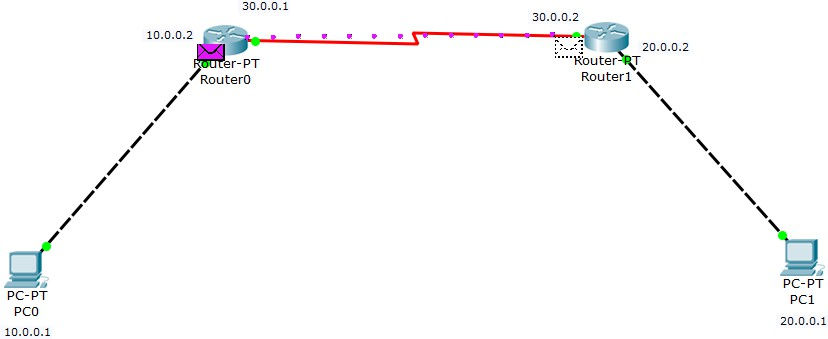 30.0.0.1
10.0.0.2
Router-PT
Router0
30.0.0.2
20.0.0.2
Router-PT
Router1
PC-PT
PC0
10.0.0.1
PC-PT
PC1
20.0.0.1